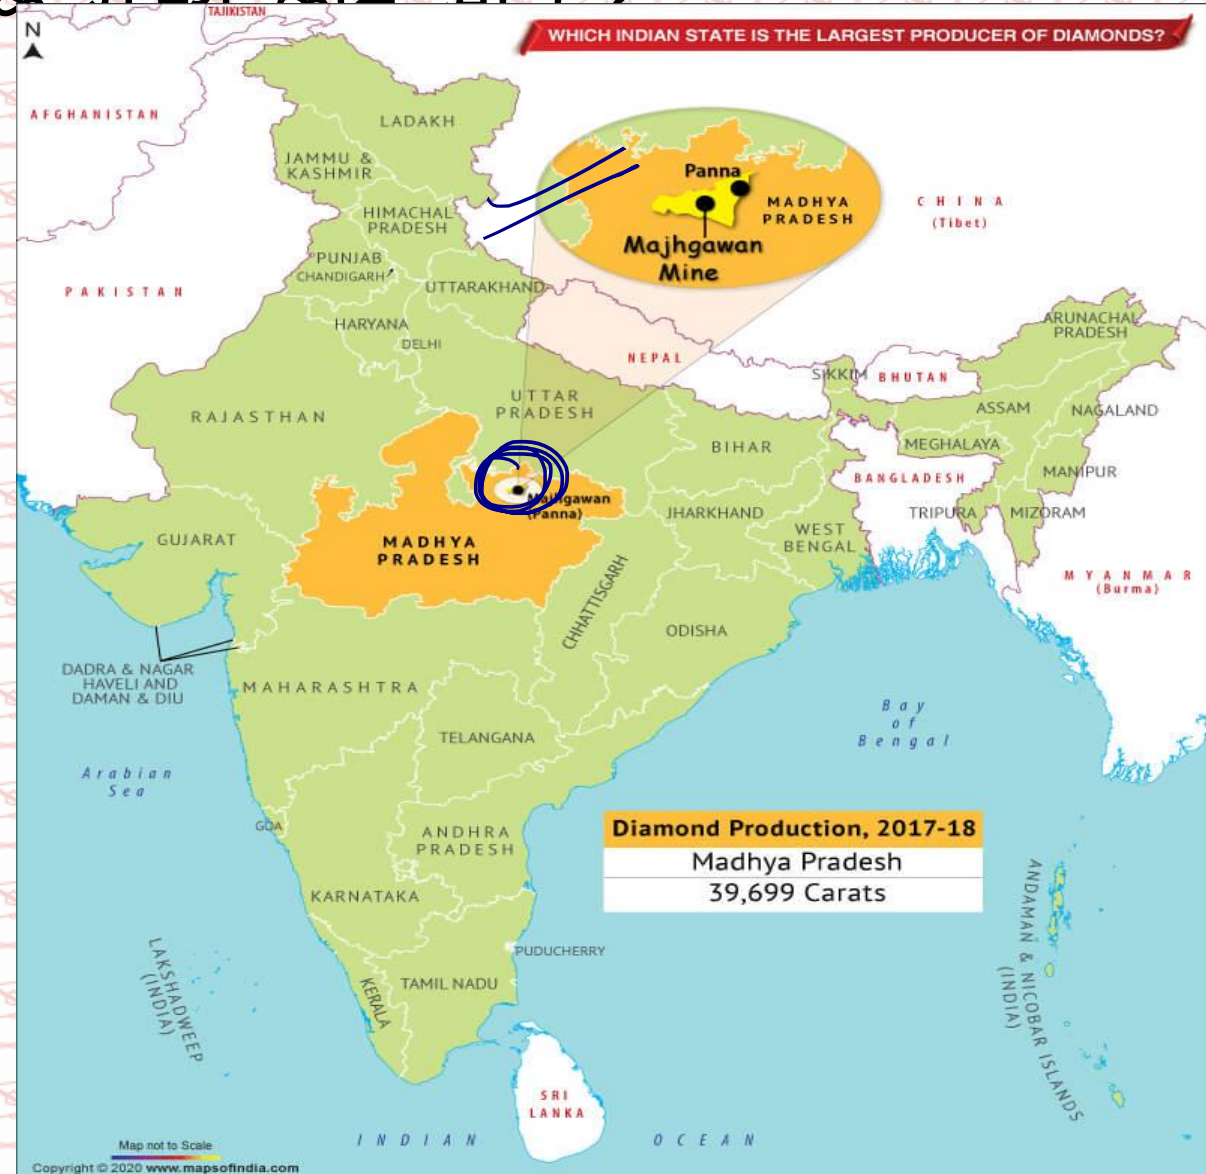 TAJIKISTAN
N
WHICH INDIAN STATE IS THE LARGEST PRODUCER OF DIAMONDS?
AFGHANISTAN
LADAKH
JAMMU &
KASHMIR
Panna
MADHYA
PRADESH
CHINA
(Tibet)
HIMACHAL
PRADESH
Majhgawan
Mine
PUNJAB
CHANDIGARH
UTTARAKHAND
PAKISTAN
HARYANA
DELHI
ARUNACHAL
PRADESH
NEPAL
SIKKIM
BHUTAN
RAJASTHAN
UTTAR
PRADESH
ASSAM
NAGALAND
BIHAR
MEGHALAYA
BANGLADESH
MANIPUR
Majhgawan
(Panna)
JHARKHAND
WEST
BENGAL
TRIPURA
MIZORAM
GUJARAT
MADHYA
PRADESH
MYANMAR
(Burma)
CHHATTISGARH
ODISHA
DADRA & NAGAR
HAVELI AND
DAMAN & DIU
MAHARASHTRA
Bay
of
Bengal
TELANGANA
Arabian
Sea
GOA
ANDHRA
PRADESH
Diamond Production, 2017-18
Madhya Pradesh
39,699 Carats
KARNATAKA
PUDUCHERRY
LAKSHADWEEP
(INDIA)
KERALA
TAMIL NADU
ANDAMAN & NICOBAR ISLANDS
(INDIA)
SRI
LANKA
INDIAN OCEAN
Map not to Scale
Copyright © 2020 www.mapsofindia.com